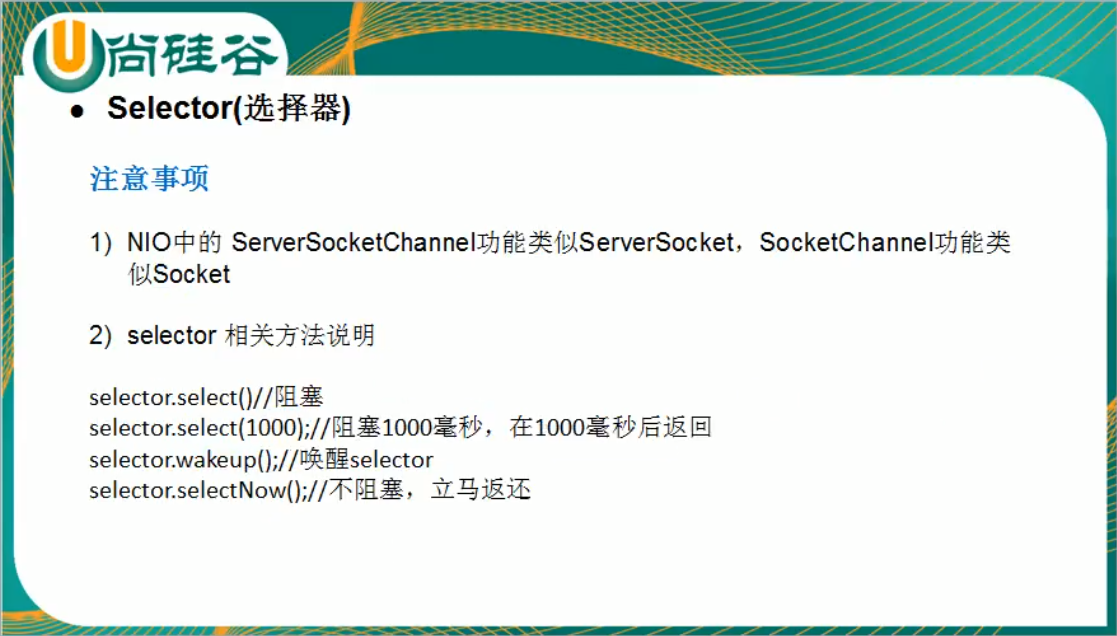 尚硅谷
● Selector(选择器)
注意事项
1) NIO中的 ServerSocketChannel功能类似ServerSocket，SocketChannel功能类
似Socket
2) selector 相关方法说明
selector.select()//阻塞
selector.select(1000);//阻塞1000毫秒，在1000毫秒后返回
selector.wakeup();//唤醒selector
selector.selectNow();//不阻塞，立马返还